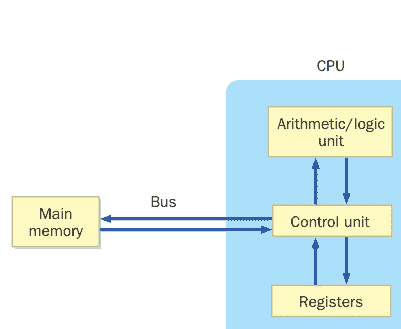 CPU
Arithmetic/logic
unit
Bus
Main
memory
Control unit
Registers